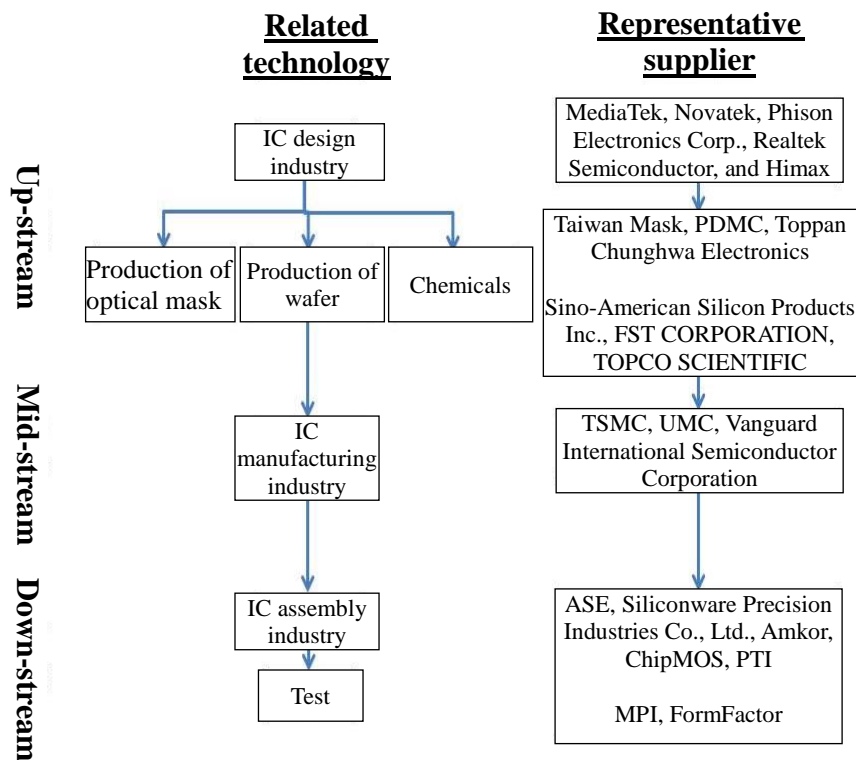 Related
technology
Representative
supplier
Up-stream
IC design
industry
MediaTek, Novatek, Phison
Electronics Corp., Realtek
Semiconductor, and Himax
Production of
optical mask
Production of
wafer
Chemicals
Taiwan Mask, PDMC, Toppan
Chunghwa Electronics
Sino-American Silicon Products
Inc., FST CORPORATION,
TOPCO SCIENTIFIC
Mid-stream
IC
manufacturing
industry
TSMC, UMC, Vanguard
International Semiconductor
Corporation
Down-stream
IC assembly
industry
Test
ASE, Siliconware Precision
Industries Co., Ltd., Amkor,
ChipMOS, PTI
MPI, FormFactor